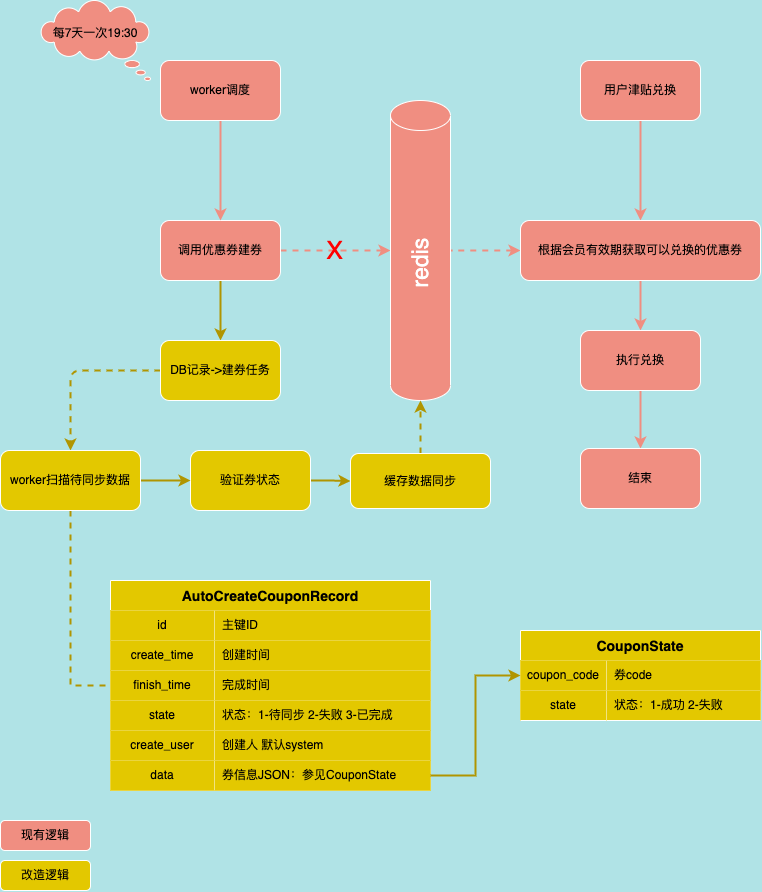 每7天一次19:30
worker调度
用户津贴兑换
调用优惠券建券
X
redis
根据会员有效期获取可以兑换的优惠券
DB记录->建券任务
执行兑换
worker扫描待同步数据
验证券状态
缓存数据同步
结束
AutoCreateCouponRecord
id 主键ID
create_time 创建时间
finish_time 完成时间
state 状态：1-待同步 2-失败 3-已完成
create_user 创建人 默认system
data 券信息JSON：参见CouponState
CouponState
coupon_code 券code
state 状态：1-成功 2-失败
现有逻辑
改造逻辑